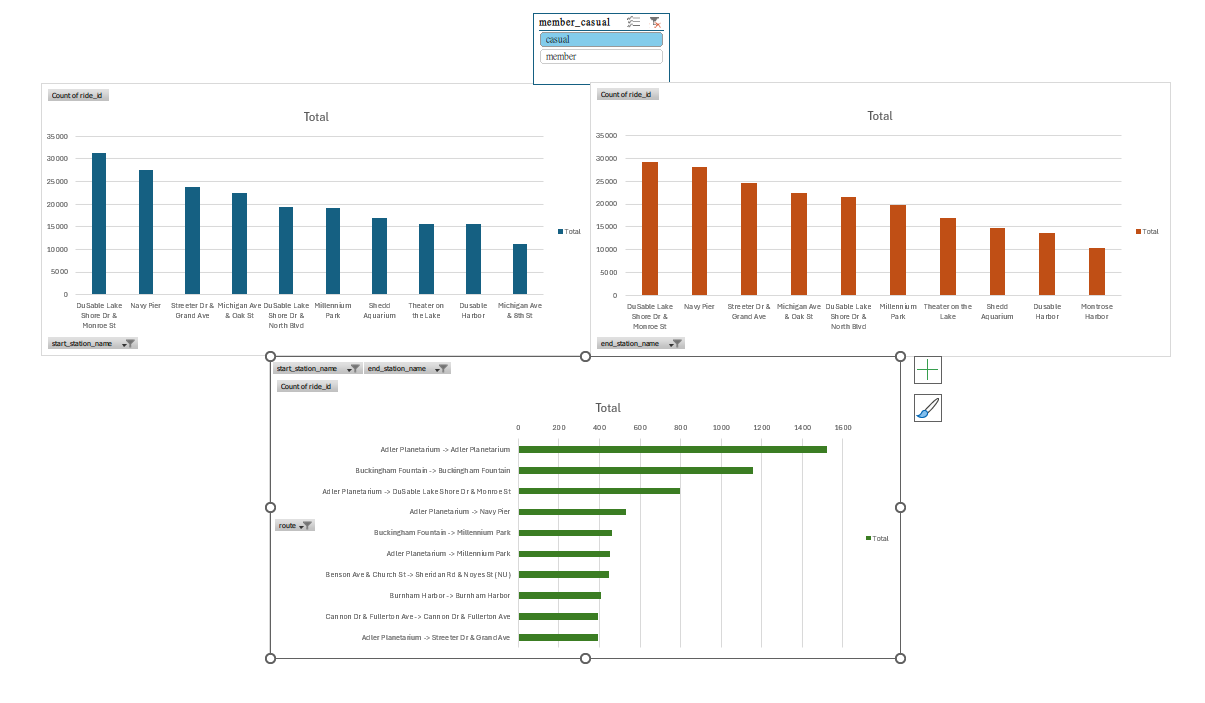 member_casual
casual
member
Count of ride_id
Total
35000
30000
25000
20000
15000
10000
5000
0
DuSable Lake Shore Dr & Monroe St
Navy Pier
Streeter Dr & Grand Ave
Michigan Ave & Oak St
DuSable Lake Shore Dr & North Blvd
Millennium Park
Shedd Aquarium
Theater on the Lake
Dusable Harbor
Michigan Ave & 8th St
Total
start_station_name
Count of ride_id
Total
35000
30000
25000
20000
15000
10000
5000
0
DuSable Lake Shore Dr & Monroe St
Navy Pier
Streeter Dr & Grand Ave
Michigan Ave & Oak St
DuSable Lake Shore Dr & North Blvd
Millennium Park
Theater on the Lake
Shedd Aquarium
Dusable Harbor
Montrose Harbor
Total
end_station_name
start_station_name end_station_name
Count of ride_id
Total
0 200 400 600 800 1000 1200 1400 1600
Adler Planetarium -> Adler Planetarium
Buckingham Fountain -> Buckingham Fountain
Adler Planetarium -> DuSable Lake Shore Dr & Monroe St
Adler Planetarium -> Navy Pier
route
Buckingham Fountain -> Millennium Park
Adler Planetarium -> Millennium Park
Benson Ave & Church St -> Sheridan Rd & Noyes St (NU)
Burnham Harbor -> Burnham Harbor
Cannon Dr & Fullerton Ave -> Cannon Dr & Fullerton Ave
Adler Planetarium -> Streeter Dr & Grand Ave
Total